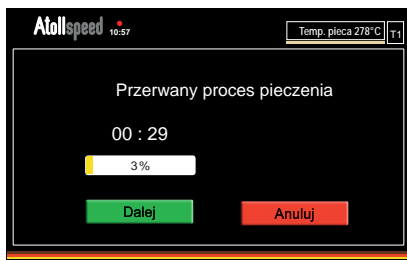 Atollspeed 10:57
Temp. pieca 278°C T1
Przerwany proces pieczenia
00 : 29
3%
Dalej
Anuluj